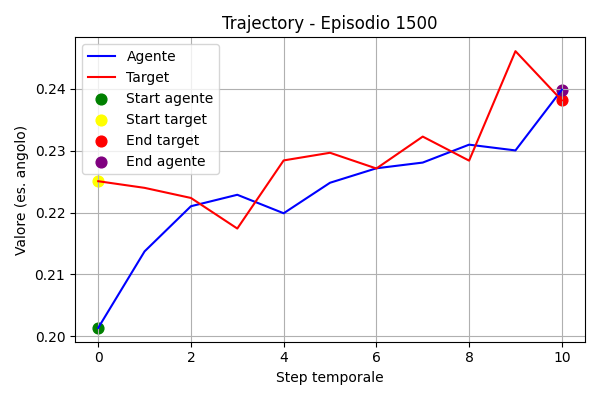 Trajectory - Episodio 1500
Agente
Target
Start agente
Start target
End target
End agente
Valore (es. angolo)
0.24
0.23
0.22
0.21
0.20
0 2 4 6 8 10
Step temporale